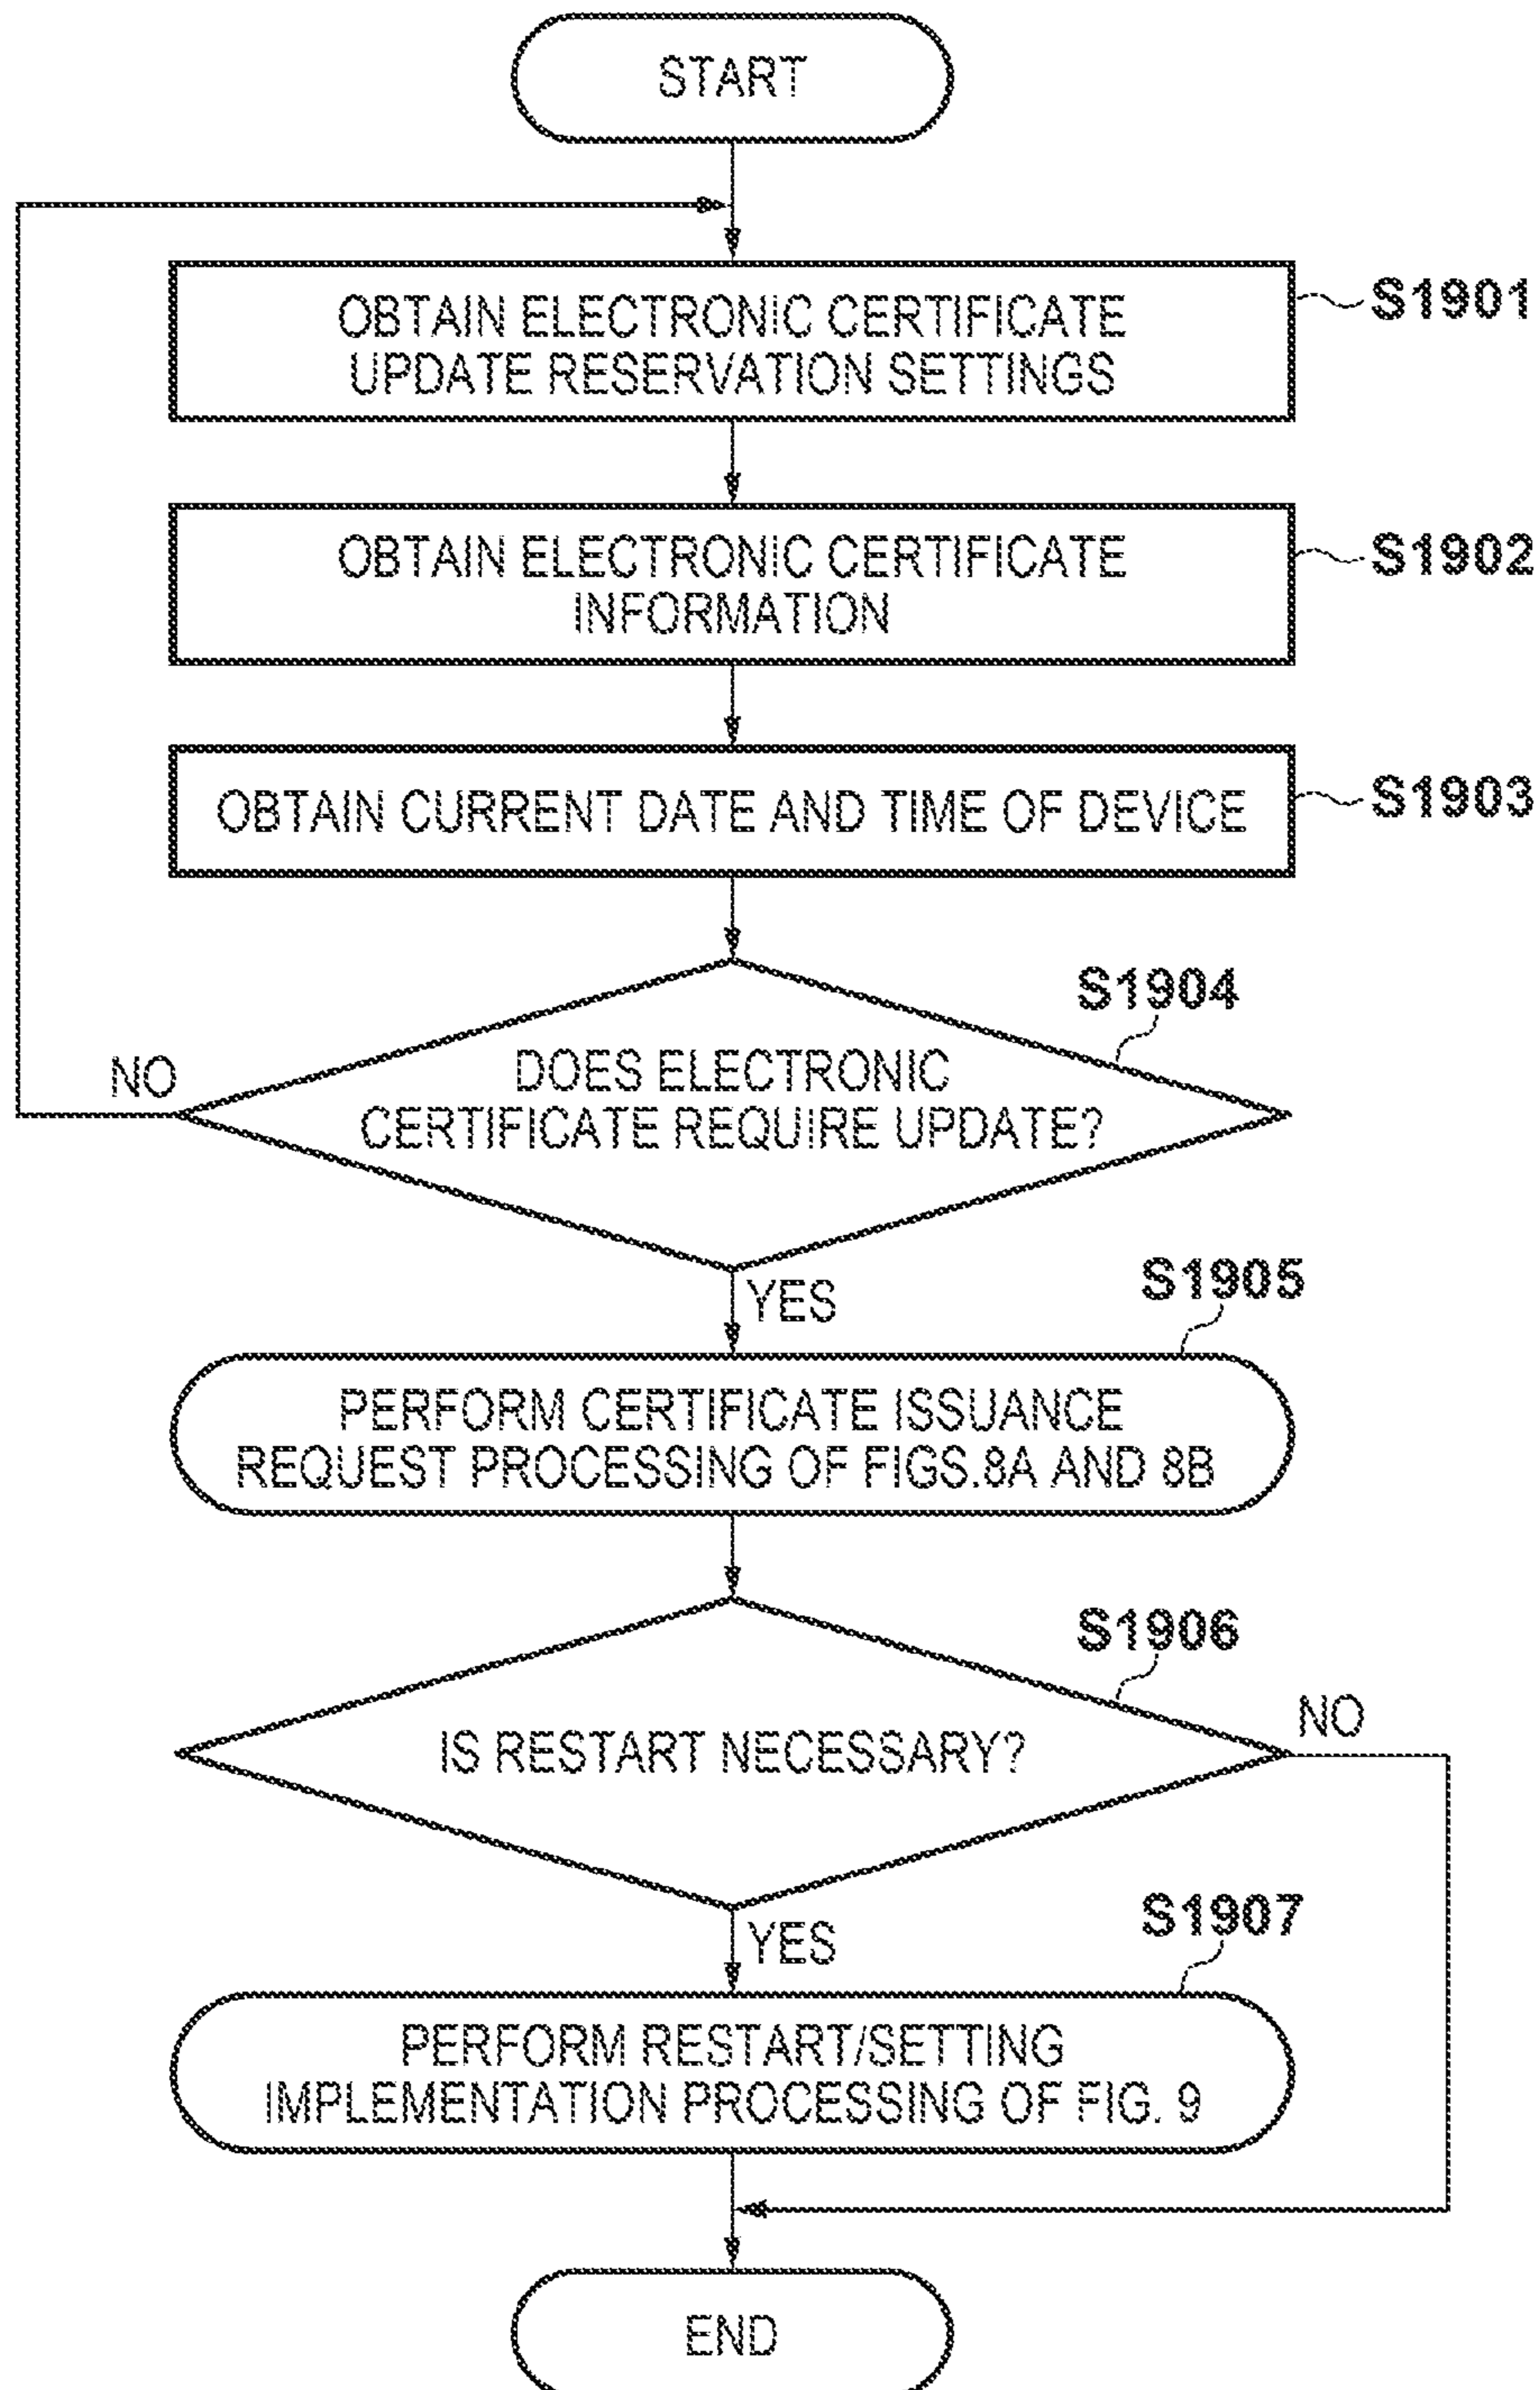 START
OBTAIN ELECTRONIC CERTIFICATE
UPDATE RESERVATION SETTINGS
S1901
OBTAIN ELECTRONIC CERTIFICATE
INFORMATION
S1902
OBTAIN CURRENT DATE AND TIME OF DEVICE
S1903
S1904
DOES ELECTRONIC
CERTIFICATE REQUIRE UPDATE?
NO
YES
S1905
PERFORM CERTIFICATE ISSUANCE
REQUEST PROCESSING OF FIGS.8A AND 8B
S1906
IS RESTART NECESSARY?
NO
YES
S1907
PERFORM RESTART/SETTING
IMPLEMENTATION PROCESSING OF FIG. 9
END